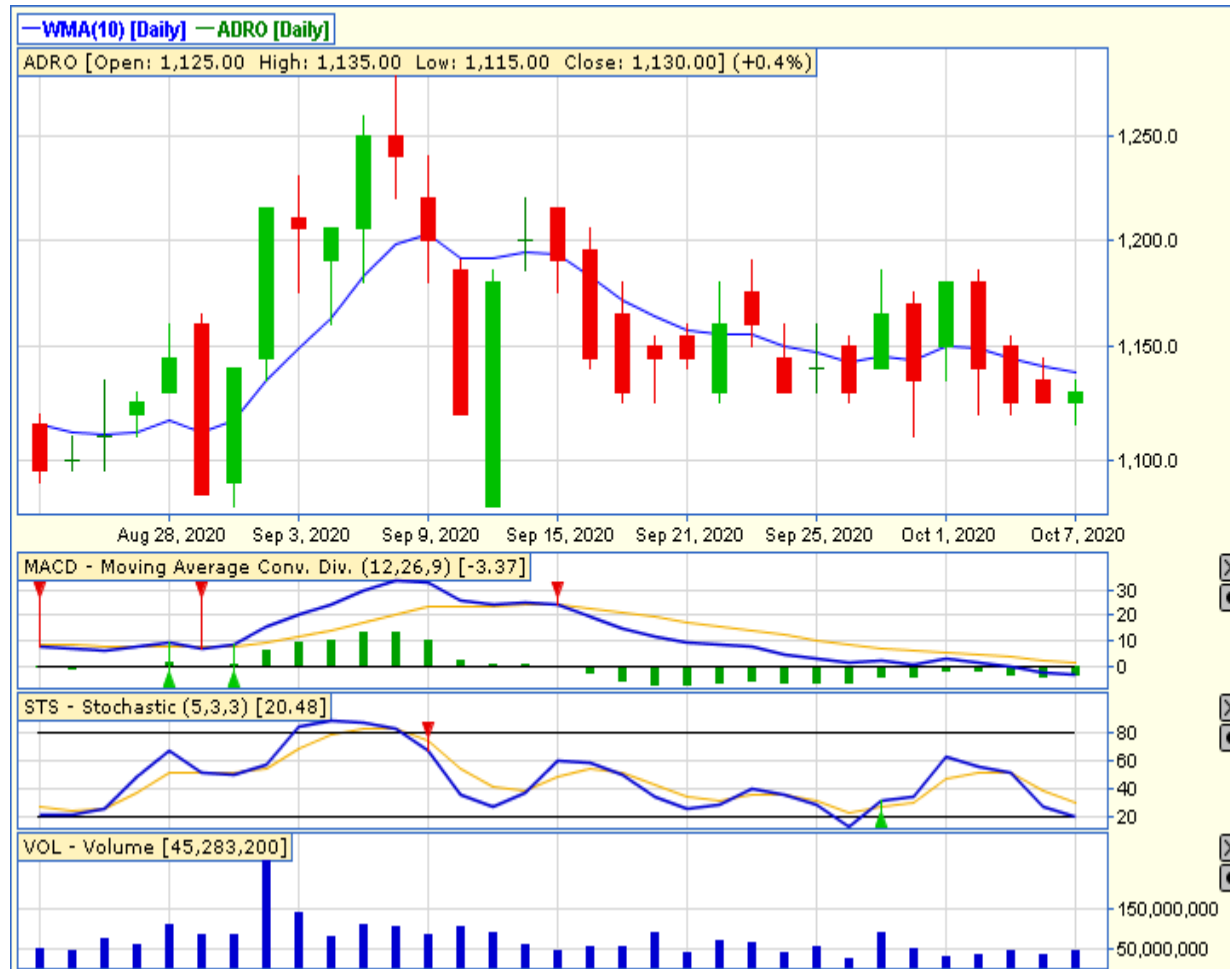 WMA(10) [Daily] ADRO [Daily]
ADRO [Open: 1,125.00 High: 1,135.00 Low: 1,115.00 Close: 1,130.00] (+0.4%)
1,250.0
1,200.0
1,150.0
1,100.0
Aug 28, 2020 Sep 3, 2020 Sep 9, 2020 Sep 15, 2020 Sep 21, 2020 Sep 25, 2020 Oct 1, 2020 Oct 7, 2020
MACD - Moving Average Conv. Div. (12,26,9) [-3.37]
30
20
10
0
STS - Stochastic (5,3,3) [20.48]
80
60
40
20
VOL - Volume [45,283,200]
150,000,000
50,000,000